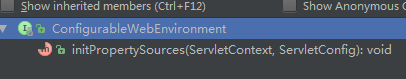 Show inherited members (Ctrl+F12) Show Anonymous C
ConfigurableWebEnvironment
initPropertySources(ServletContext, ServletConfig): void